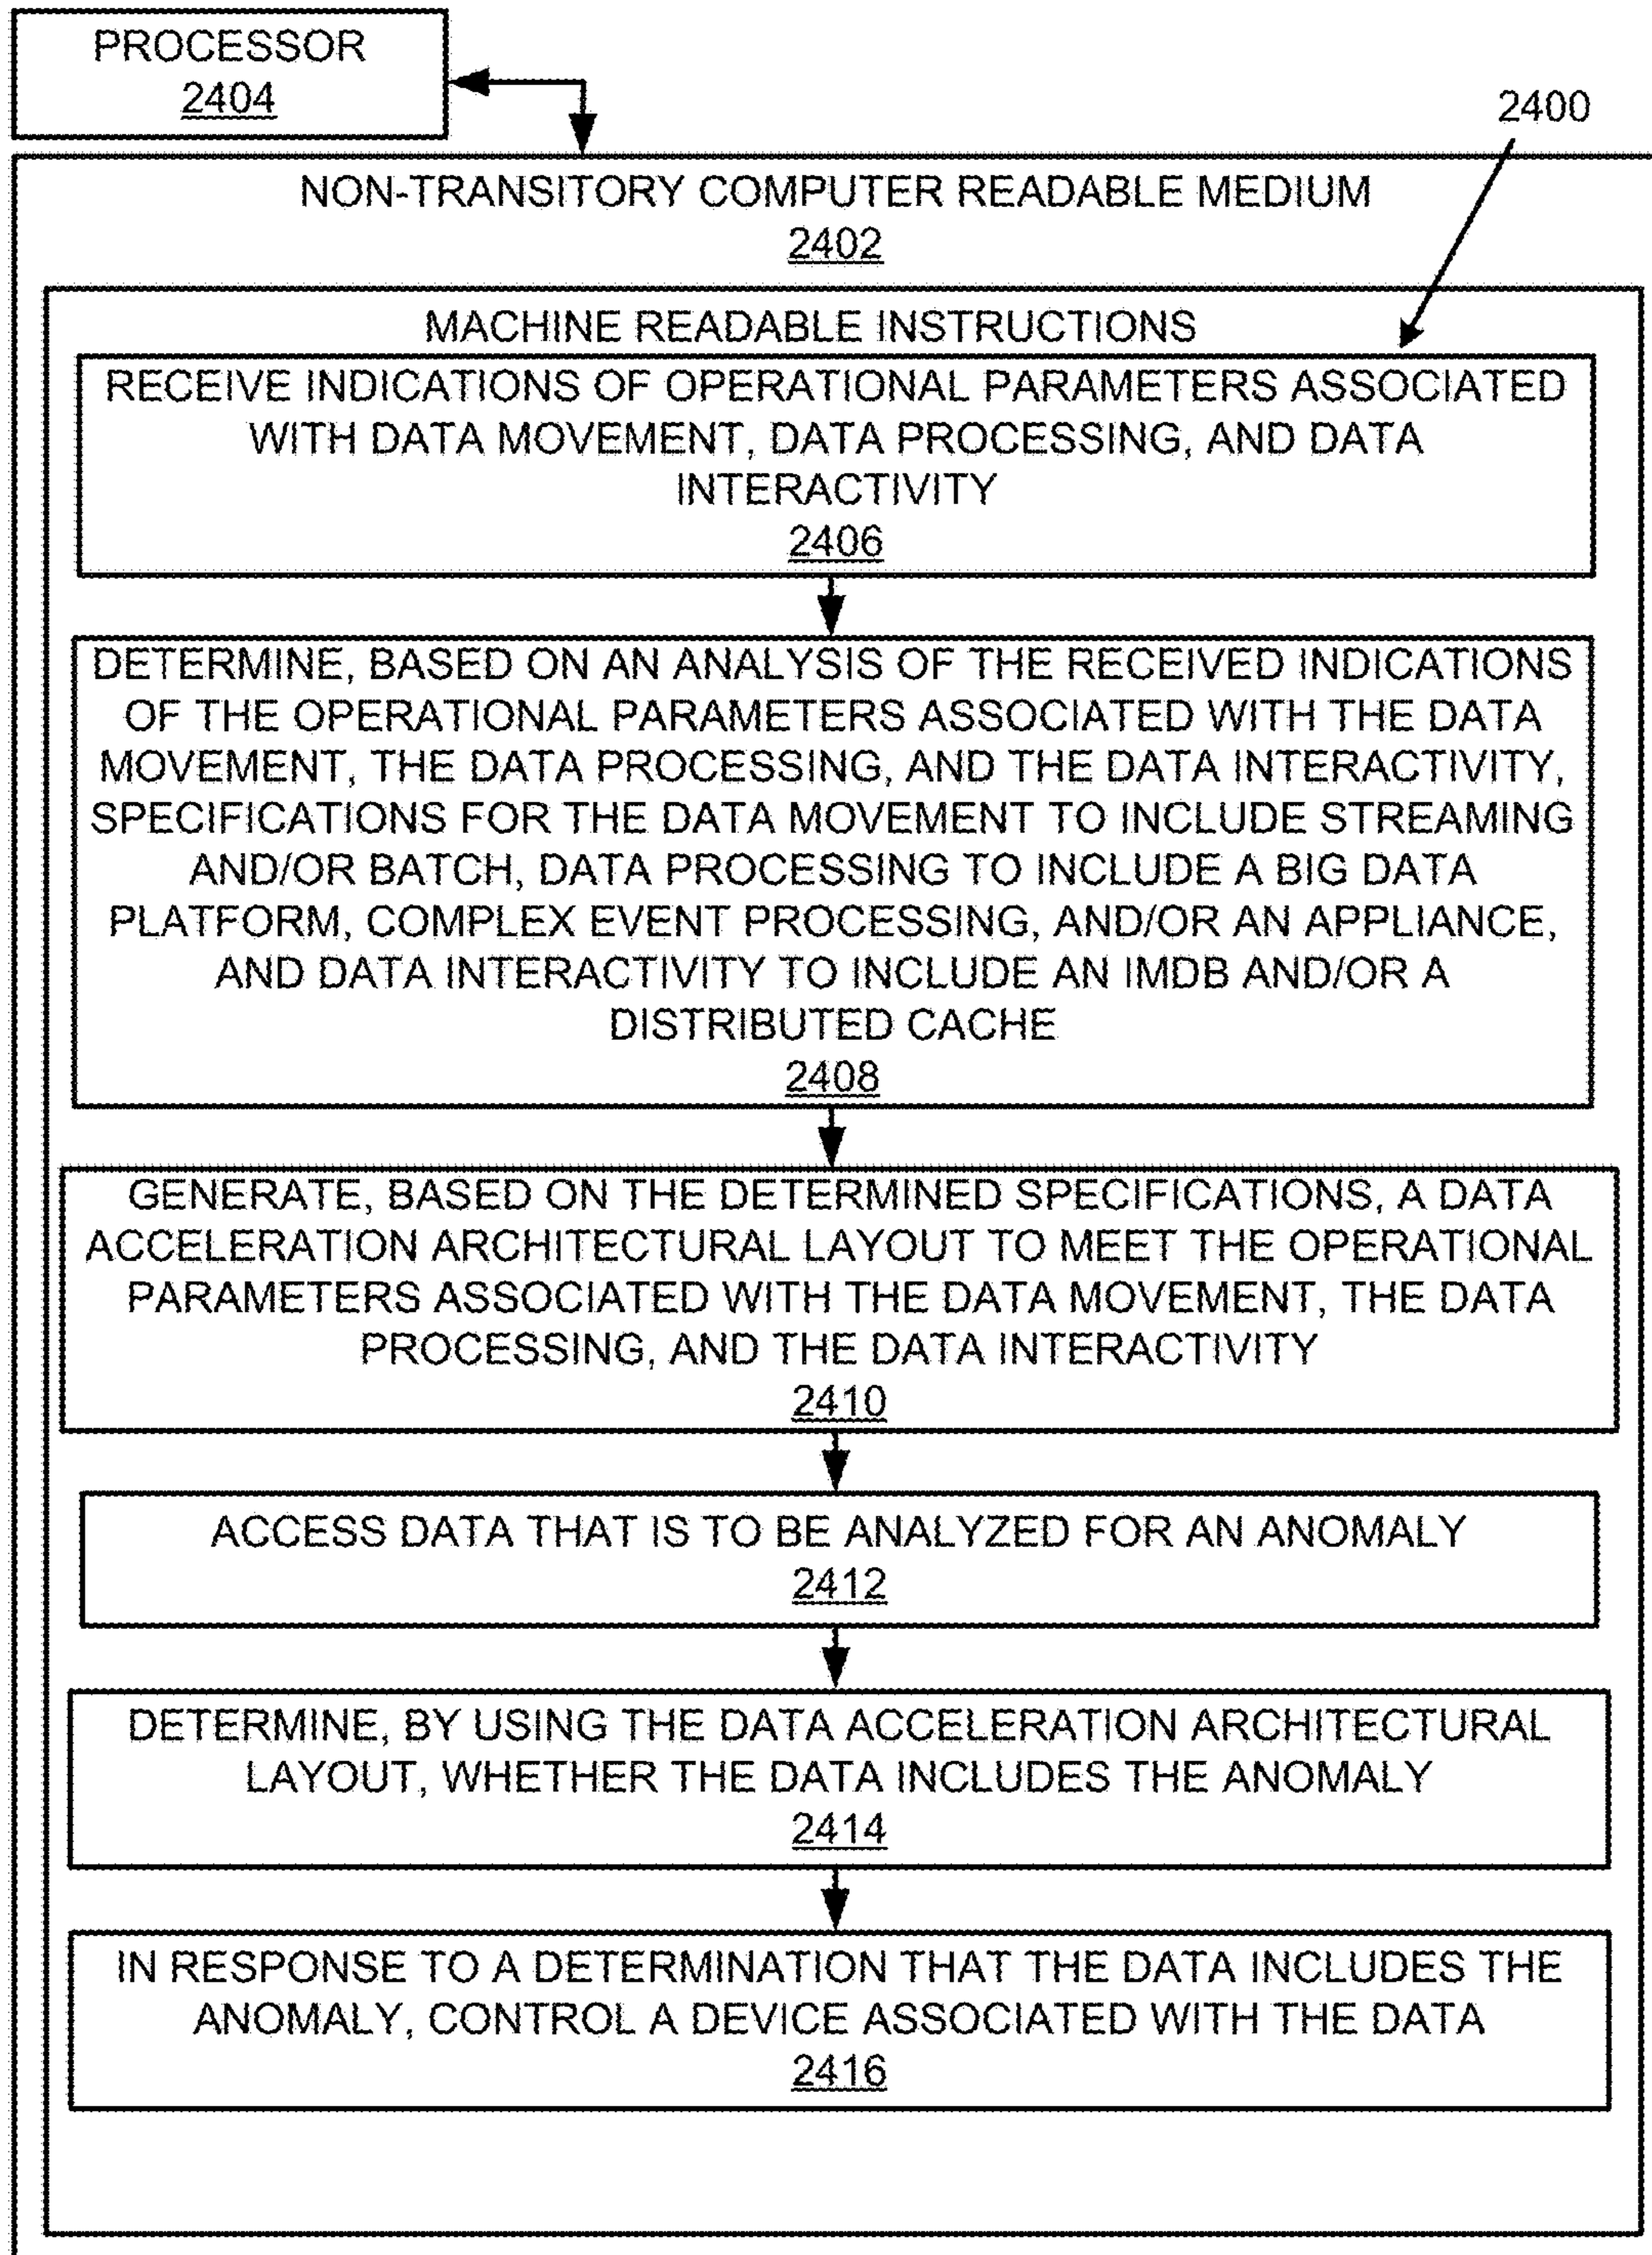 PROCESSOR
2404
2400
NON-TRANSITORY COMPUTER READABLE MEDIUM
2402
MACHINE READABLE INSTRUCTIONS
RECEIVE INDICATIONS OF OPERATIONAL PARAMETERS ASSOCIATED
WITH DATA MOVEMENT, DATA PROCESSING, AND DATA
INTERACTIVITY
2406
DETERMINE, BASED ON AN ANALYSIS OF THE RECEIVED INDICATIONS
OF THE OPERATIONAL PARAMETERS ASSOCIATED WITH THE DATA
MOVEMENT, THE DATA PROCESSING, AND THE DATA INTERACTIVITY,
SPECIFICATIONS FOR THE DATA MOVEMENT TO INCLUDE STREAMING
AND/OR BATCH, DATA PROCESSING TO INCLUDE A BIG DATA
PLATFORM, COMPLEX EVENT PROCESSING, AND/OR AN APPLIANCE,
AND DATA INTERACTIVITY TO INCLUDE AN IMDB AND/OR A
DISTRIBUTED CACHE
2408
GENERATE, BASED ON THE DETERMINED SPECIFICATIONS, A DATA
ACCELERATION ARCHITECTURAL LAYOUT TO MEET THE OPERATIONAL
PARAMETERS ASSOCIATED WITH THE DATA MOVEMENT, THE DATA
PROCESSING, AND THE DATA INTERACTIVITY
2410
ACCESS DATA THAT IS TO BE ANALYZED FOR AN ANOMALY
2412
DETERMINE, BY USING THE DATA ACCELERATION ARCHITECTURAL
LAYOUT, WHETHER THE DATA INCLUDES THE ANOMALY
2414
IN RESPONSE TO A DETERMINATION THAT THE DATA INCLUDES THE
ANOMALY, CONTROL A DEVICE ASSOCIATED WITH THE DATA
2416